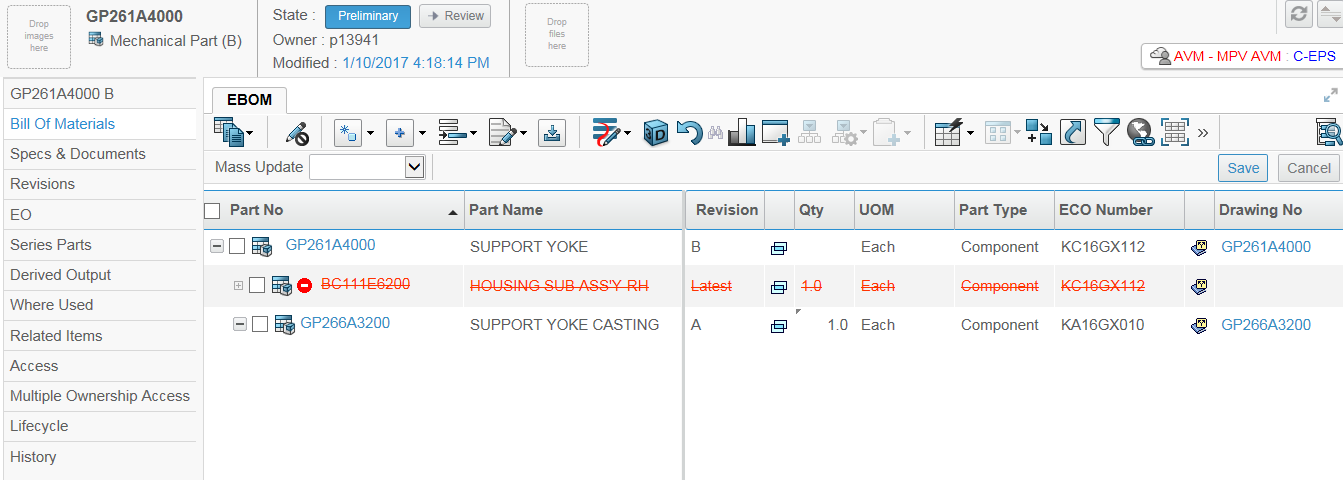 Drop
images
here
GP261A4000
Mechanical Part (B)
State : Preliminary Review
Owner : p13941
Modified : 1/10/2017 4:18:14 PM
Drop
files
here
AVM - MPV AVM : C-EPS
GP261A4000 B
Bill Of Materials
Specs & Documents
Revisions
EO
Series Parts
Derived Output
Where Used
Related Items
Access
Multiple Ownership Access
Lifecycle
History
EBOM
3D
»
Mass Update Save Cancel
Part No Part Name Revision Qty UOM Part Type ECO Number Drawing No
GP261A4000 SUPPORT YOKE B Each Component KC16GX112 GP261A4000
BC111E6200 HOUSING SUB ASS'Y-RH Latest 1.0 Each Component KC16GX112
GP266A3200 SUPPORT YOKE CASTING A 1.0 Each Component KA16GX010 GP266A3200